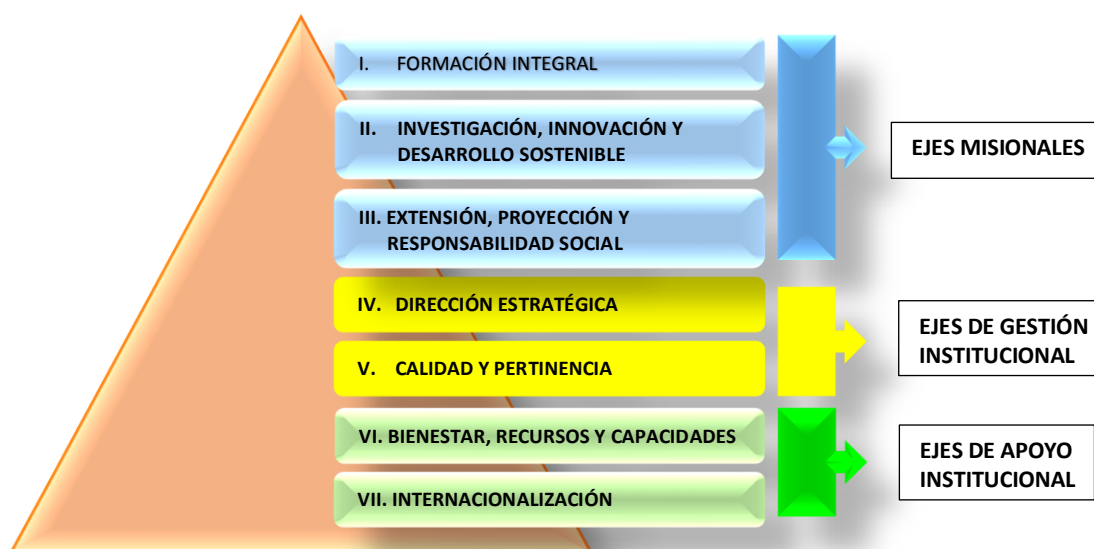 I. FORMACIÓN INTEGRAL
II. INVESTIGACIÓN, INNOVACIÓN Y
DESARROLLO SOSTENIBLE
III. EXTENSIÓN, PROYECCIÓN Y
RESPONSABILIDAD SOCIAL
EJES MISIONALES
IV. DIRECCIÓN ESTRATÉGICA
V. CALIDAD Y PERTINENCIA
EJES DE GESTIÓN
INSTITUCIONAL
VI. BIENESTAR, RECURSOS Y CAPACIDADES
VII. INTERNACIONALIZACIÓN
EJES DE APOYO
INSTITUCIONAL